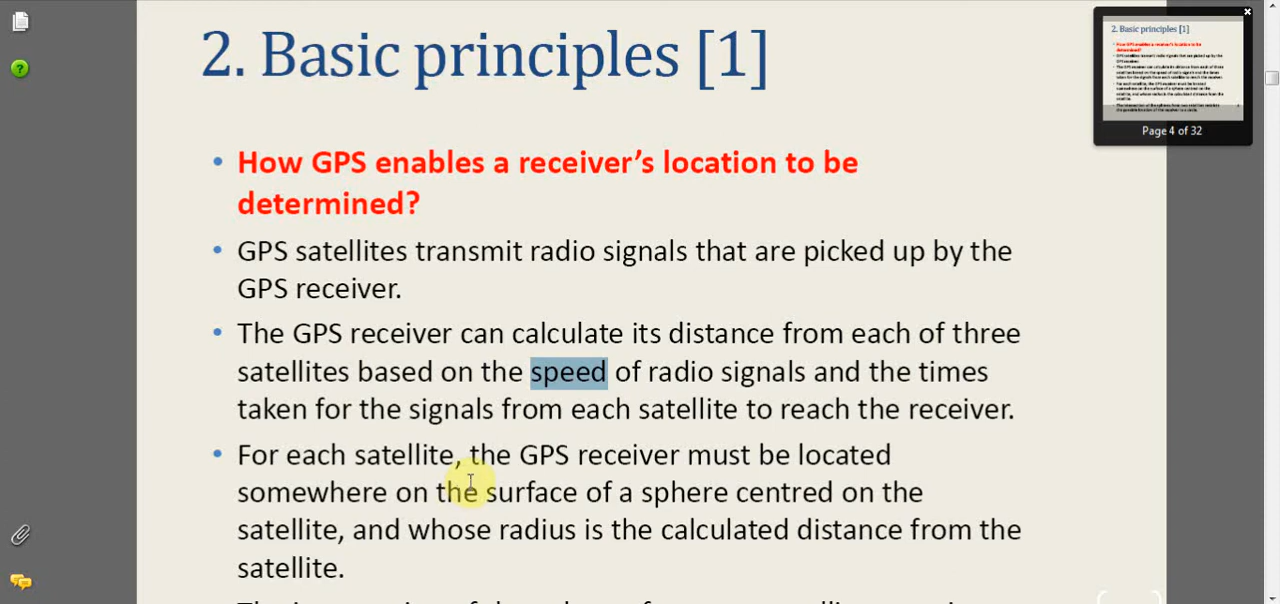 2. Basic principles [1]
• How GPS enables a receiver's location to be
determined?
• GPS satellites transmit radio signals that are picked up by the
GPS receiver.
• The GPS receiver can calculate its distance from each of three
satellites based on the speed of radio signals and the times
taken for the signals from each satellite to reach the receiver.
• For each satellite, the GPS receiver must be located
somewhere on the surface of a sphere centred on the
satellite, and whose radius is the calculated distance from the
satellite.
2. Basic principles [1]
Page 4 of 32